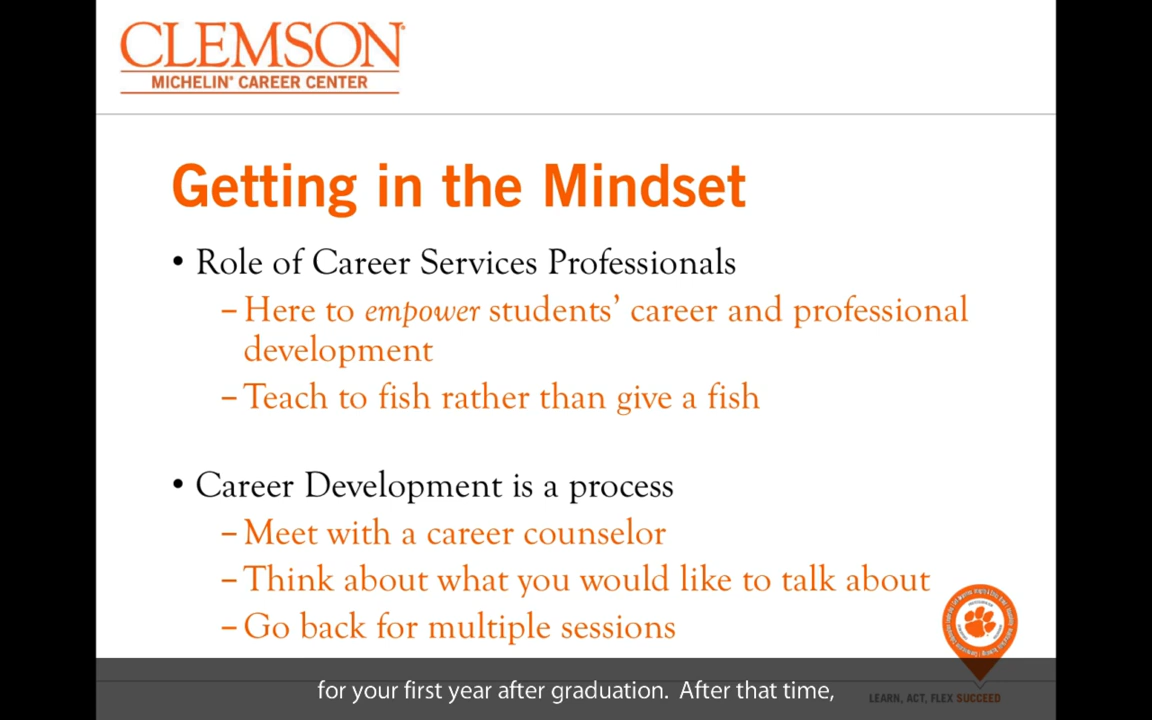 CLEMSON®
MICHELIN® CAREER CENTER
Getting in the Mindset
• Role of Career Services Professionals
– Here to empower students’ career and professional
development
– Teach to fish rather than give a fish
• Career Development is a process
– Meet with a career counselor
– Think about what you would like to talk about
– Go back for multiple sessions
for your first year after graduation.  After that time,
LEARN, ACT, FLEX SUCCEED